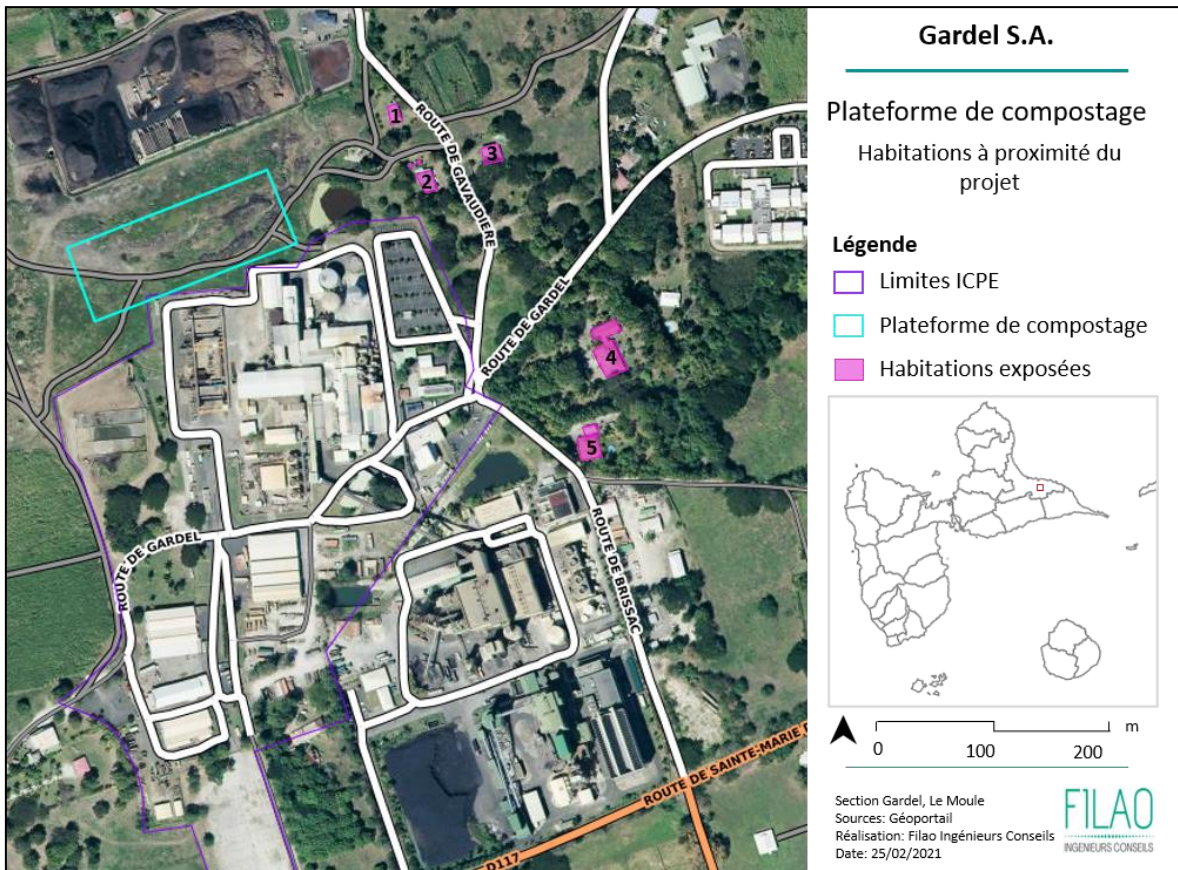 Gardel S.A.
Plateforme de compostage
Habitations à proximité du
projet
Légende
Limites ICPE
Plateforme de compostage
Habitations exposées
0 100 200 m
Section Gardel, Le Moule
Sources: Géoportail
Réalisation: Filao Ingénieurs Conseils
Date: 25/02/2021
FILAO
INGÉNIEURS CONSEILS
1
2
3
4
5
ROUTE DE GAVAUDIERE
ROUTE DE GARDEL
ROUTE DE GARDEL
ROUTE DE BRISSAC
ROUTE DE SAINTE-MARIE
D117